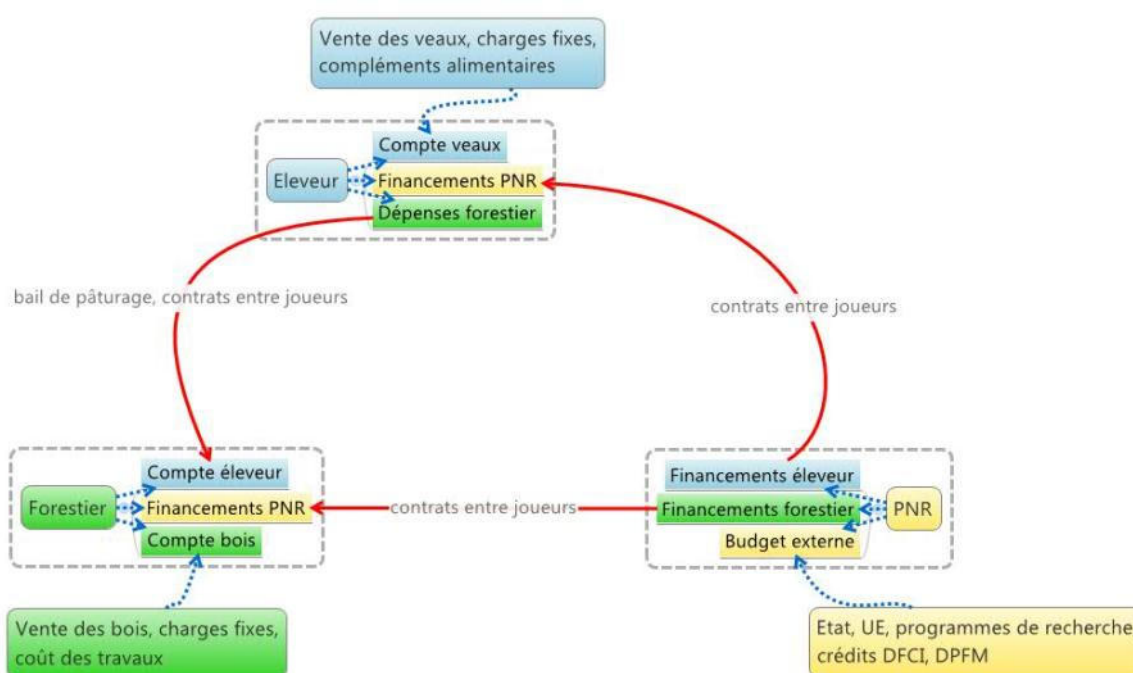 Vente des veaux, charges fixes,
compléments alimentaires
Compte veaux
Eleveur
Financements PNR
Dépenses forestier
bail de pâturage, contrats entre joueurs
contrats entre joueurs
Compte éleveur
Forestier
Financements PNR
Compte bois
contrats entre joueurs
Financements éleveur
Financements forestier
PNR
Budget externe
Vente des bois, charges fixes,
coût des travaux
Etat, UE, programmes de recherche
crédits DFCI, DPFM